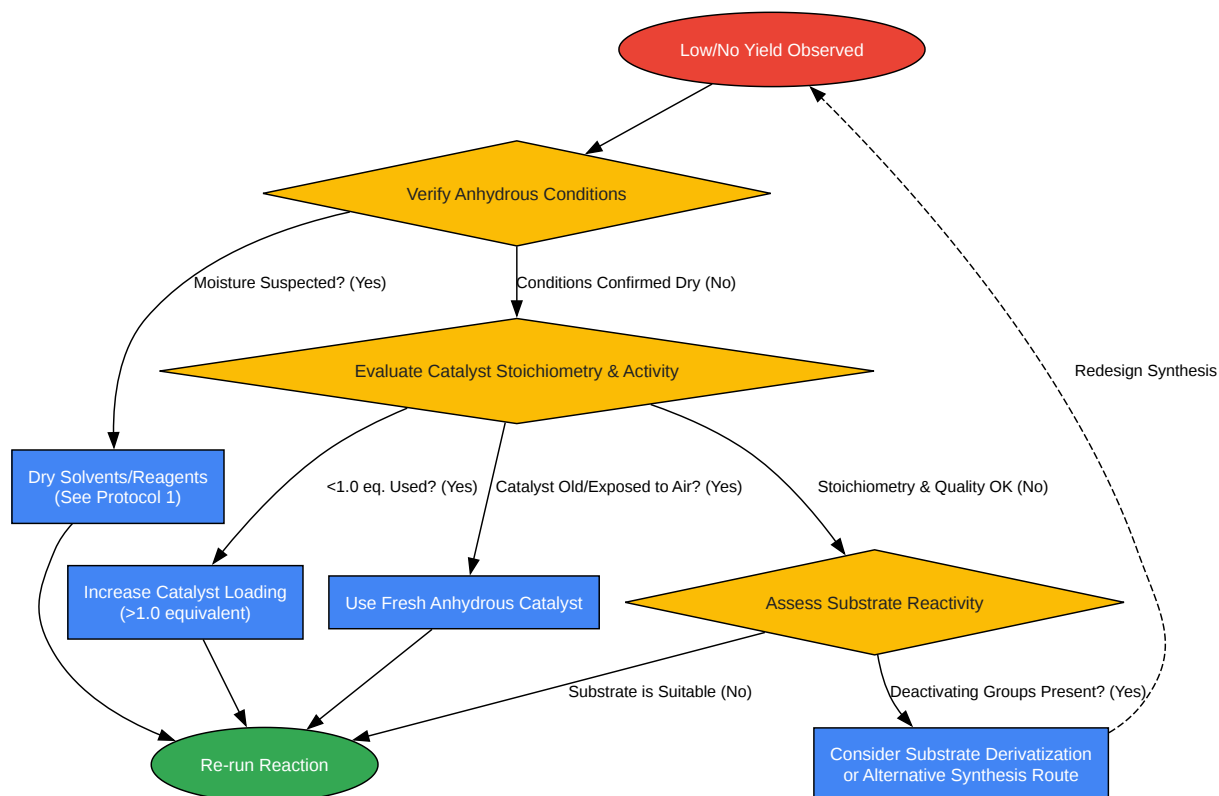 Low/No Yield Observed
Verify Anhydrous Conditions
Moisture Suspected? (Yes)
Conditions Confirmed Dry (No)
Evaluate Catalyst Stoichiometry & Activity
Redesign Synthesis
Dry Solvents/Reagents
(See Protocol 1)
<1.0 eq. Used? (Yes)
Catalyst Old/Exposed to Air? (Yes)
Stoichiometry & Quality OK (No)
Increase Catalyst Loading
(>1.0 equivalent)
Use Fresh Anhydrous Catalyst
Assess Substrate Reactivity
Substrate is Suitable (No)
Deactivating Groups Present? (Yes)
Re-run Reaction
Consider Substrate Derivatization
or Alternative Synthesis Route